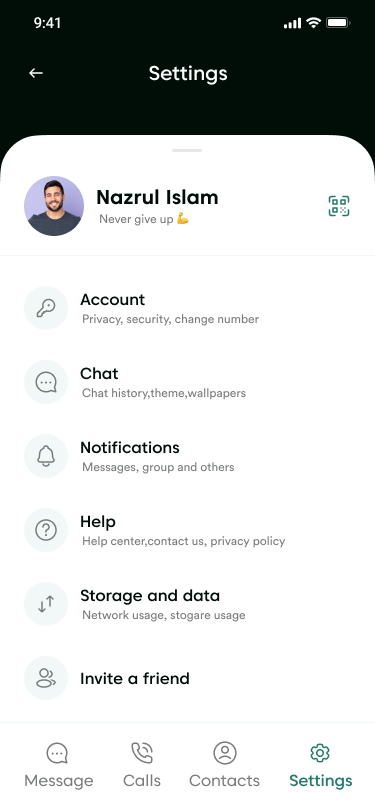 9:41
Settings
Nazrul Islam
Never give up 💪
Account
Privacy, security, change number
Chat
Chat history,theme,wallpapers
Notifications
Messages, group and others
Help
Help center,contact us, privacy policy
Storage and data
Network usage, stogare usage
Invite a friend
Message Calls Contacts Settings